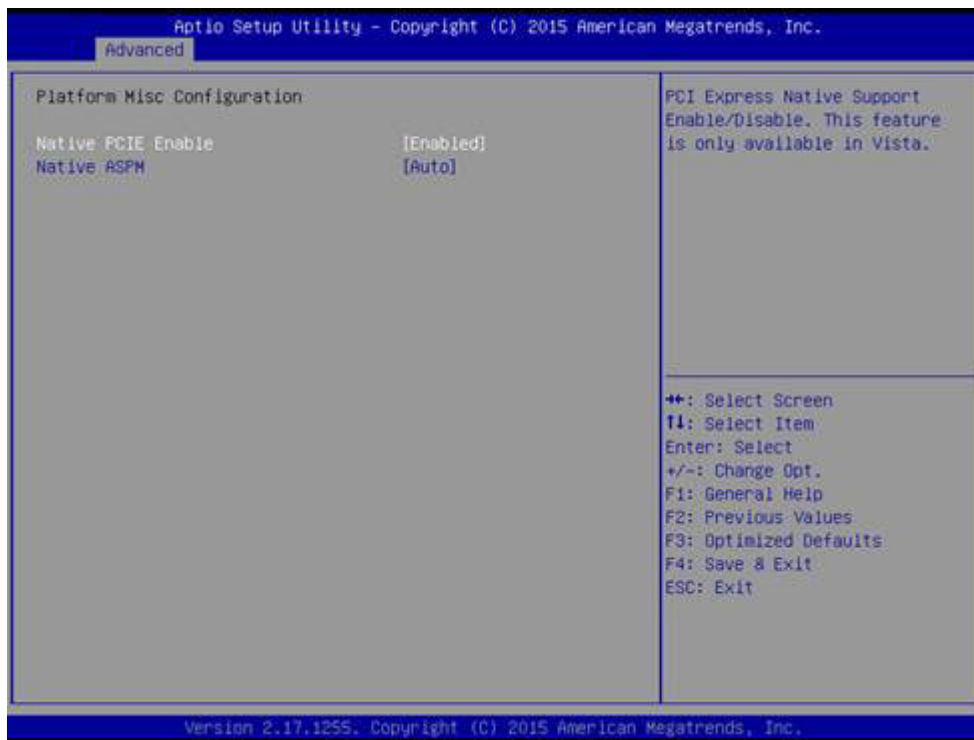 Aptio Setup Utility – Copyright (C) 2015 American Megatrends, Inc.
Advanced
Platform Misc Configuration
Native PCIE Enable [Enabled]
Native ASPM [Auto]
PCI Express Native Support
Enable/Disable. This feature
is only available in Vista.
→←: Select Screen
↑↓: Select Item
Enter: Select
+/-: Change Opt.
F1: General Help
F2: Previous Values
F3: Optimized Defaults
F4: Save & Exit
ESC: Exit
Version 2.17.1255. Copyright (C) 2015 American Megatrends, Inc.